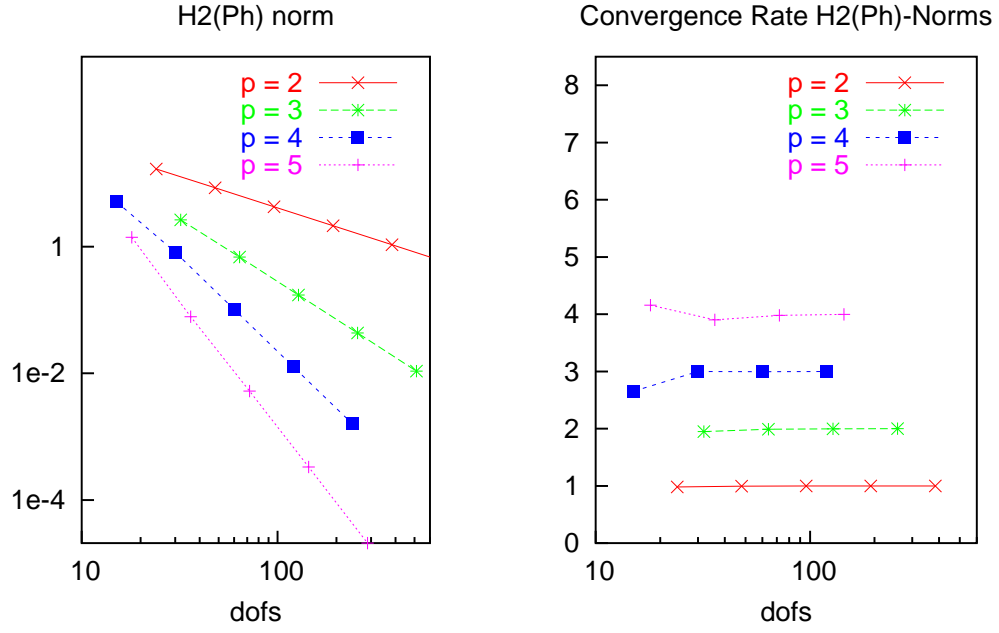 H2(Ph) norm
p = 2
p = 3
p = 4
p = 5
1
1e-2
1e-4
10
100
dofs
Convergence Rate H2(Ph)-Norms
p = 2
p = 3
p = 4
p = 5
8
7
6
5
4
3
2
1
0
10
100
dofs